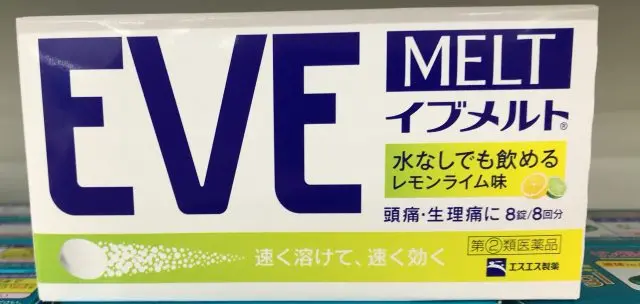 EVE
MELT
イブメルト®
水なしでも飲める
レモンライム味
頭痛・生理痛に 8錠/8回分
速く溶けて、速く効く
指定②類医薬品
エスエス製薬